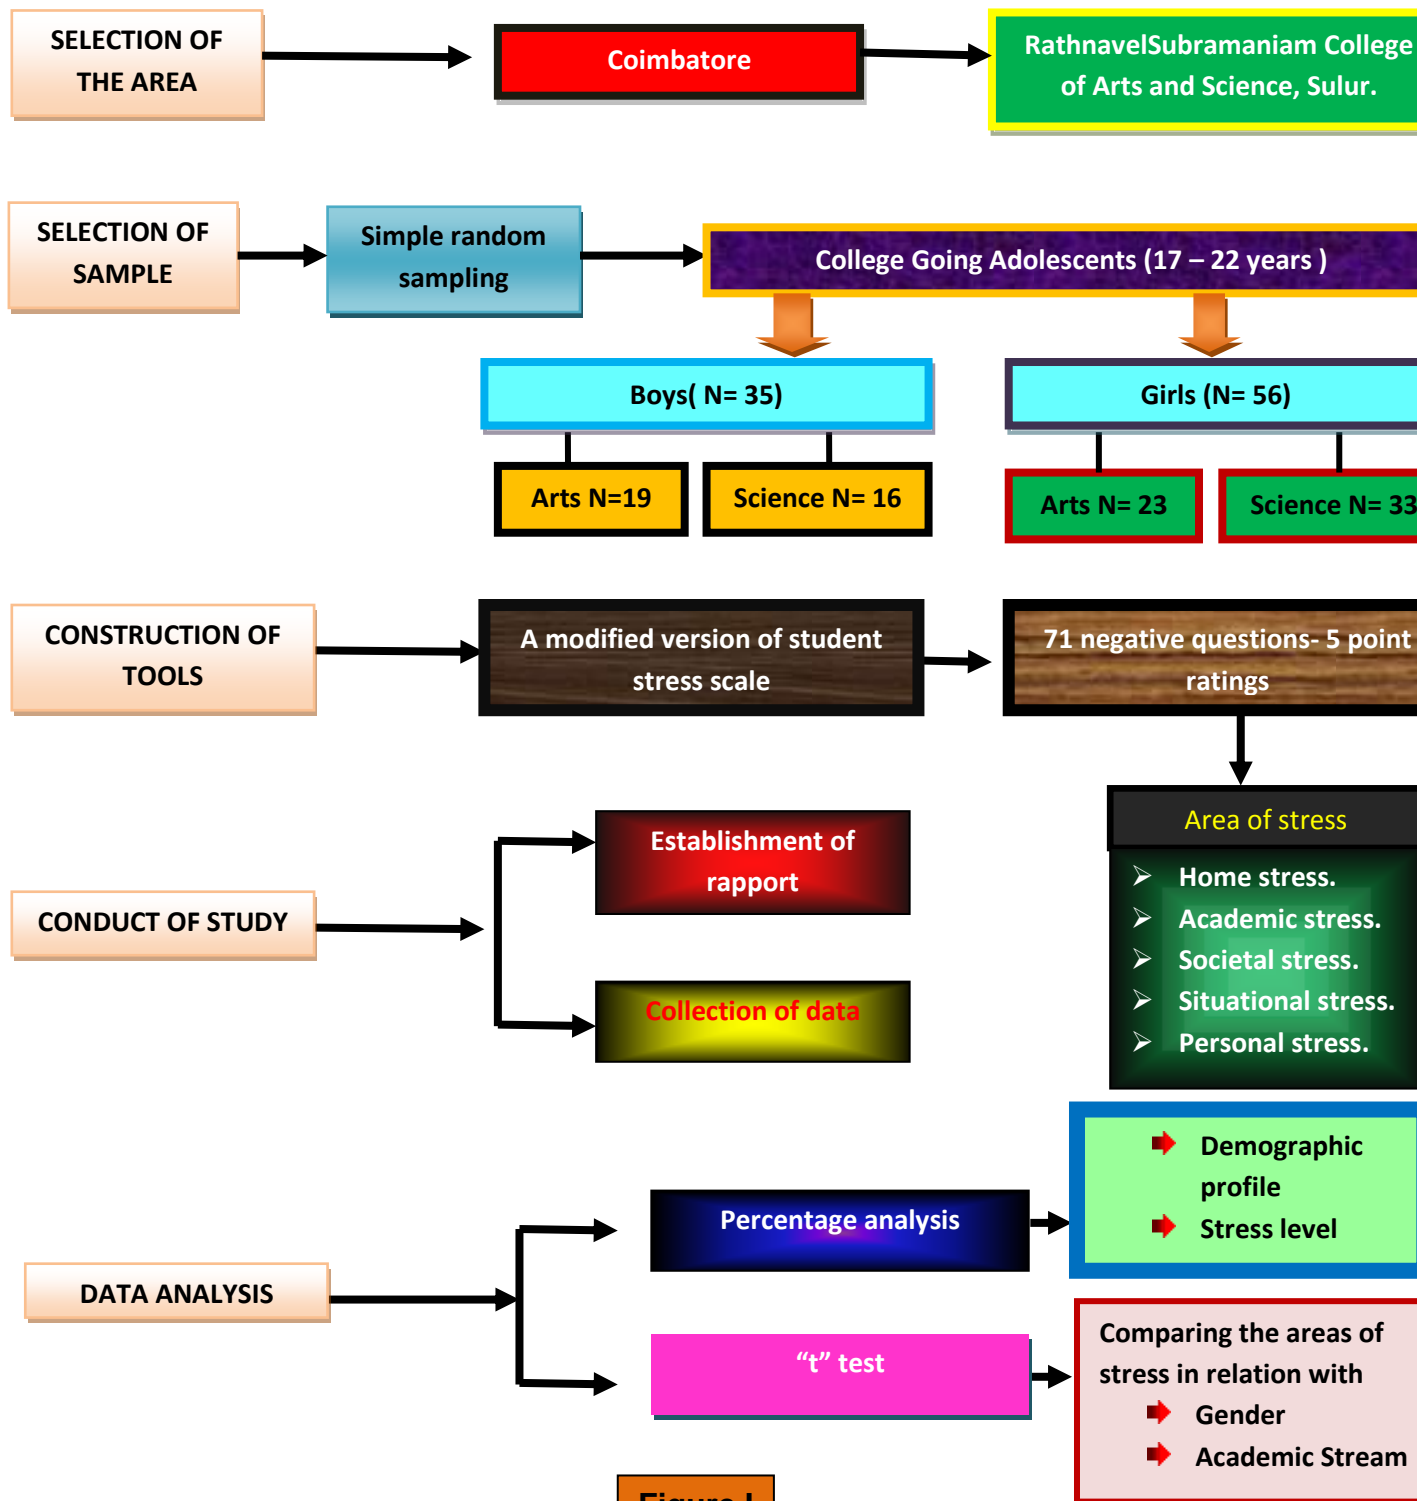 SELECTION OF
THE AREA
Coimbatore
RathnavelSubramaniam College
of Arts and Science, Sulur.
SELECTION OF
SAMPLE
Simple random
sampling
College Going Adolescents (17 – 22 years )
Boys( N= 35)
Girls (N= 56)
Arts N=19
Science N= 16
Arts N= 23
Science N= 33
CONSTRUCTION OF
TOOLS
A modified version of student
stress scale
71 negative questions- 5 point
ratings
Area of stress
Home stress.
Academic stress.
Societal stress.
Situational stress.
Personal stress.
CONDUCT OF STUDY
Establishment of
rapport
Collection of data
DATA ANALYSIS
Percentage analysis
Demographic
profile
Stress level
“t” test
Comparing the areas of
stress in relation with
Gender
Academic Stream
Figure I